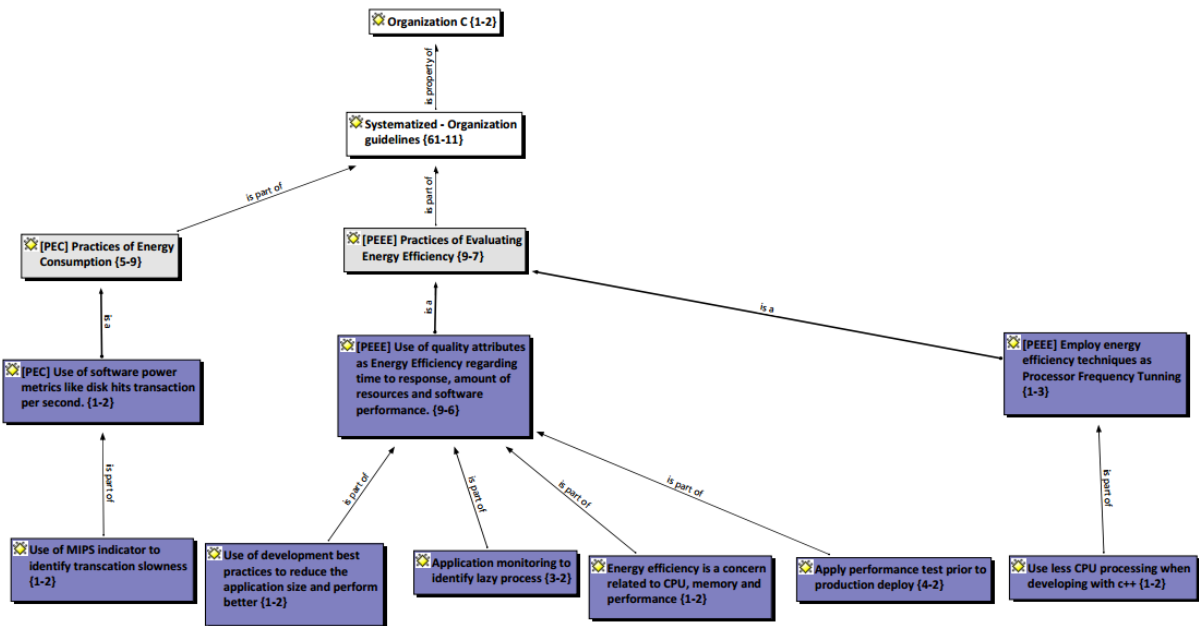 Organization C {1-2}
is property of
Systematized - Organization
guidelines {61-11}
is part of
is part of
[PEC] Practices of Energy
Consumption {5-9}
[PEEE] Practices of Evaluating
Energy Efficiency {9-7}
is a
is a
is a
[PEC] Use of software power
metrics like disk hits transaction
per second. {1-2}
[PEEE] Use of quality attributes
as Energy Efficiency regarding
time to response, amount of
resources and software
performance. {9-6}
[PEEE] Employ energy
efficiency techniques as
Processor Frequency Tunning
{1-3}
is part of
is part of
is part of
is part of
is part of
is part of
Use of MIPS indicator to
identify transcation slowness
{1-2}
Use of development best
practices to reduce the
application size and perform
better {1-2}
Application monitoring to
identify lazy process {3-2}
Energy efficiency is a concern
related to CPU, memory and
performance {1-2}
Apply performance test prior to
production deploy {4-2}
Use less CPU processing when
developing with c++ {1-2}